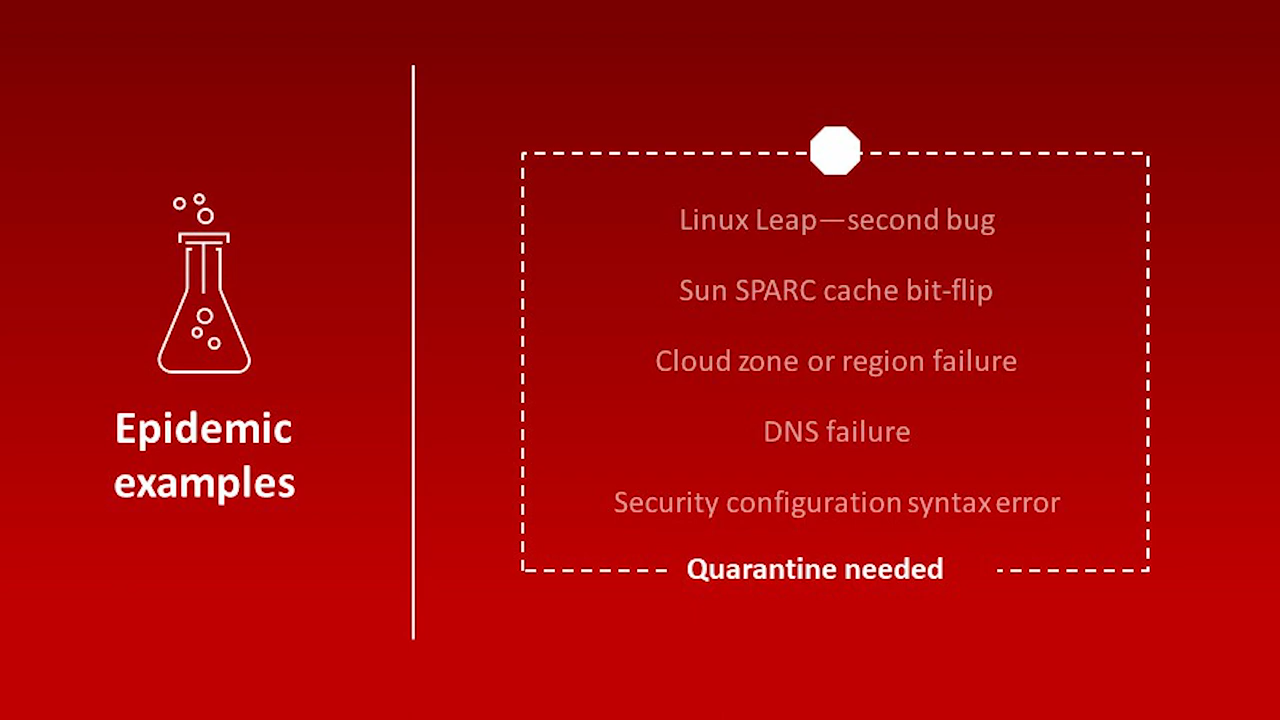 Epidemic
examples
Linux Leap—second bug
Sun SPARC cache bit-flip
Cloud zone or region failure
DNS failure
Security configuration syntax error
Quarantine needed